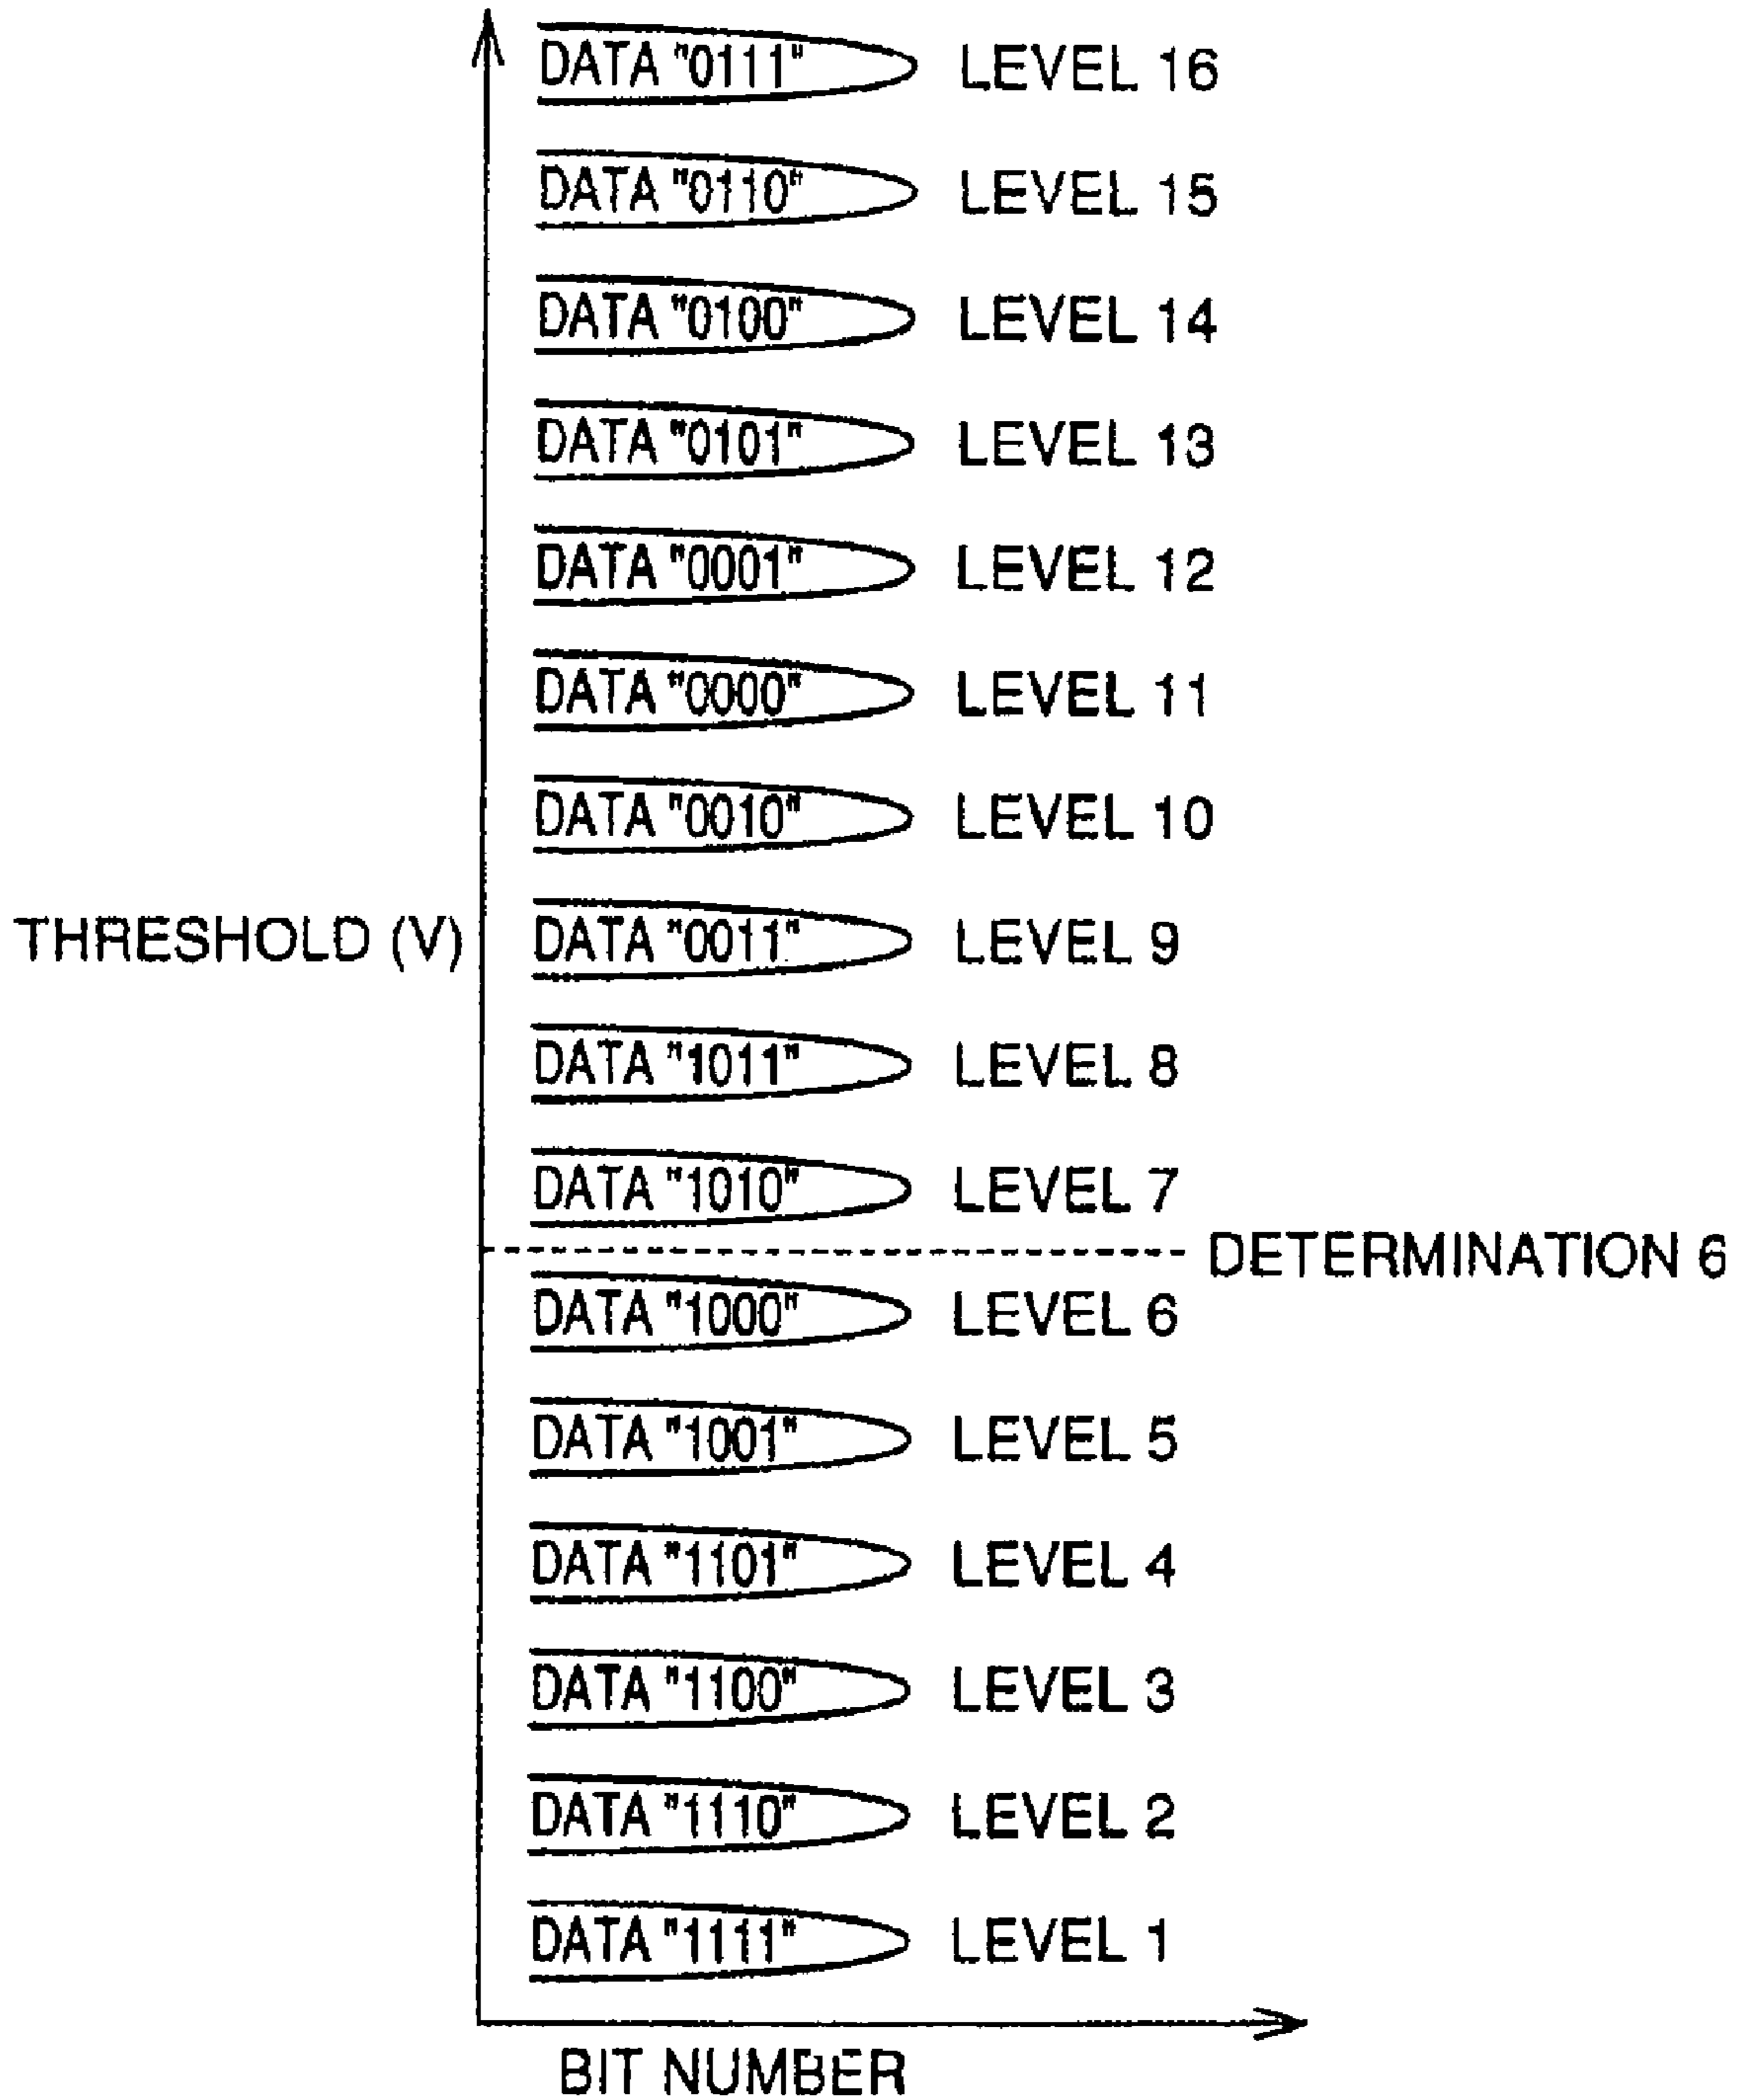 DATA "0111" LEVEL 16
DATA "0110" LEVEL 15
DATA "0100" LEVEL 14
DATA "0101" LEVEL 13
DATA "0001" LEVEL 12
DATA "0000" LEVEL 11
DATA "0010" LEVEL 10
THRESHOLD (V) DATA "0011" LEVEL 9
DATA "1011" LEVEL 8
DATA "1010" LEVEL 7
DETERMINATION 6
DATA "1000" LEVEL 6
DATA "1001" LEVEL 5
DATA "1101" LEVEL 4
DATA "1100" LEVEL 3
DATA "1110" LEVEL 2
DATA "1111" LEVEL 1
BIT NUMBER